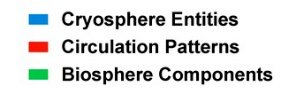 Cryosphere Entities
Circulation Patterns
Biosphere Components